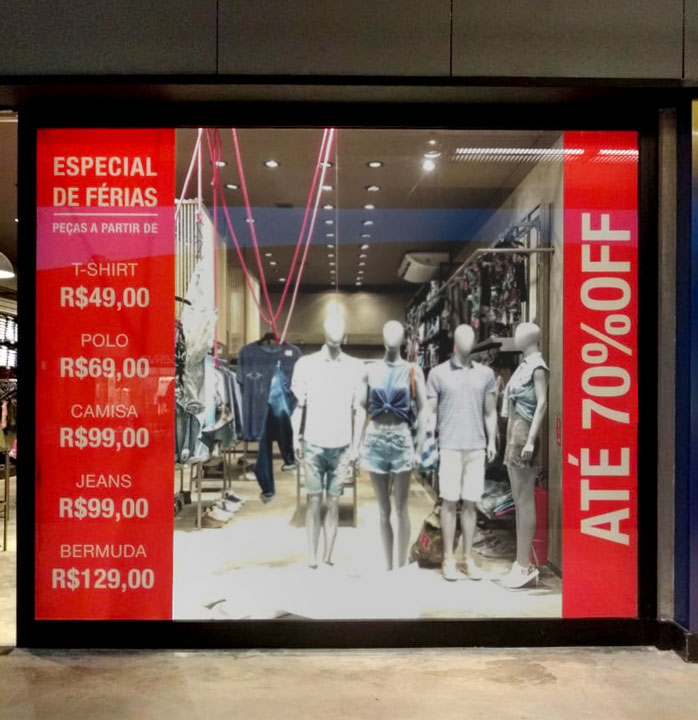 ESPECIAL
DE FÉRIAS
PEÇAS A PARTIR DE
T-SHIRT
R$49,00
POLO
R$69,00
CAMISA
R$99,00
JEANS
R$99,00
BERMUDA
R$129,00
ATÉ 70%OFF